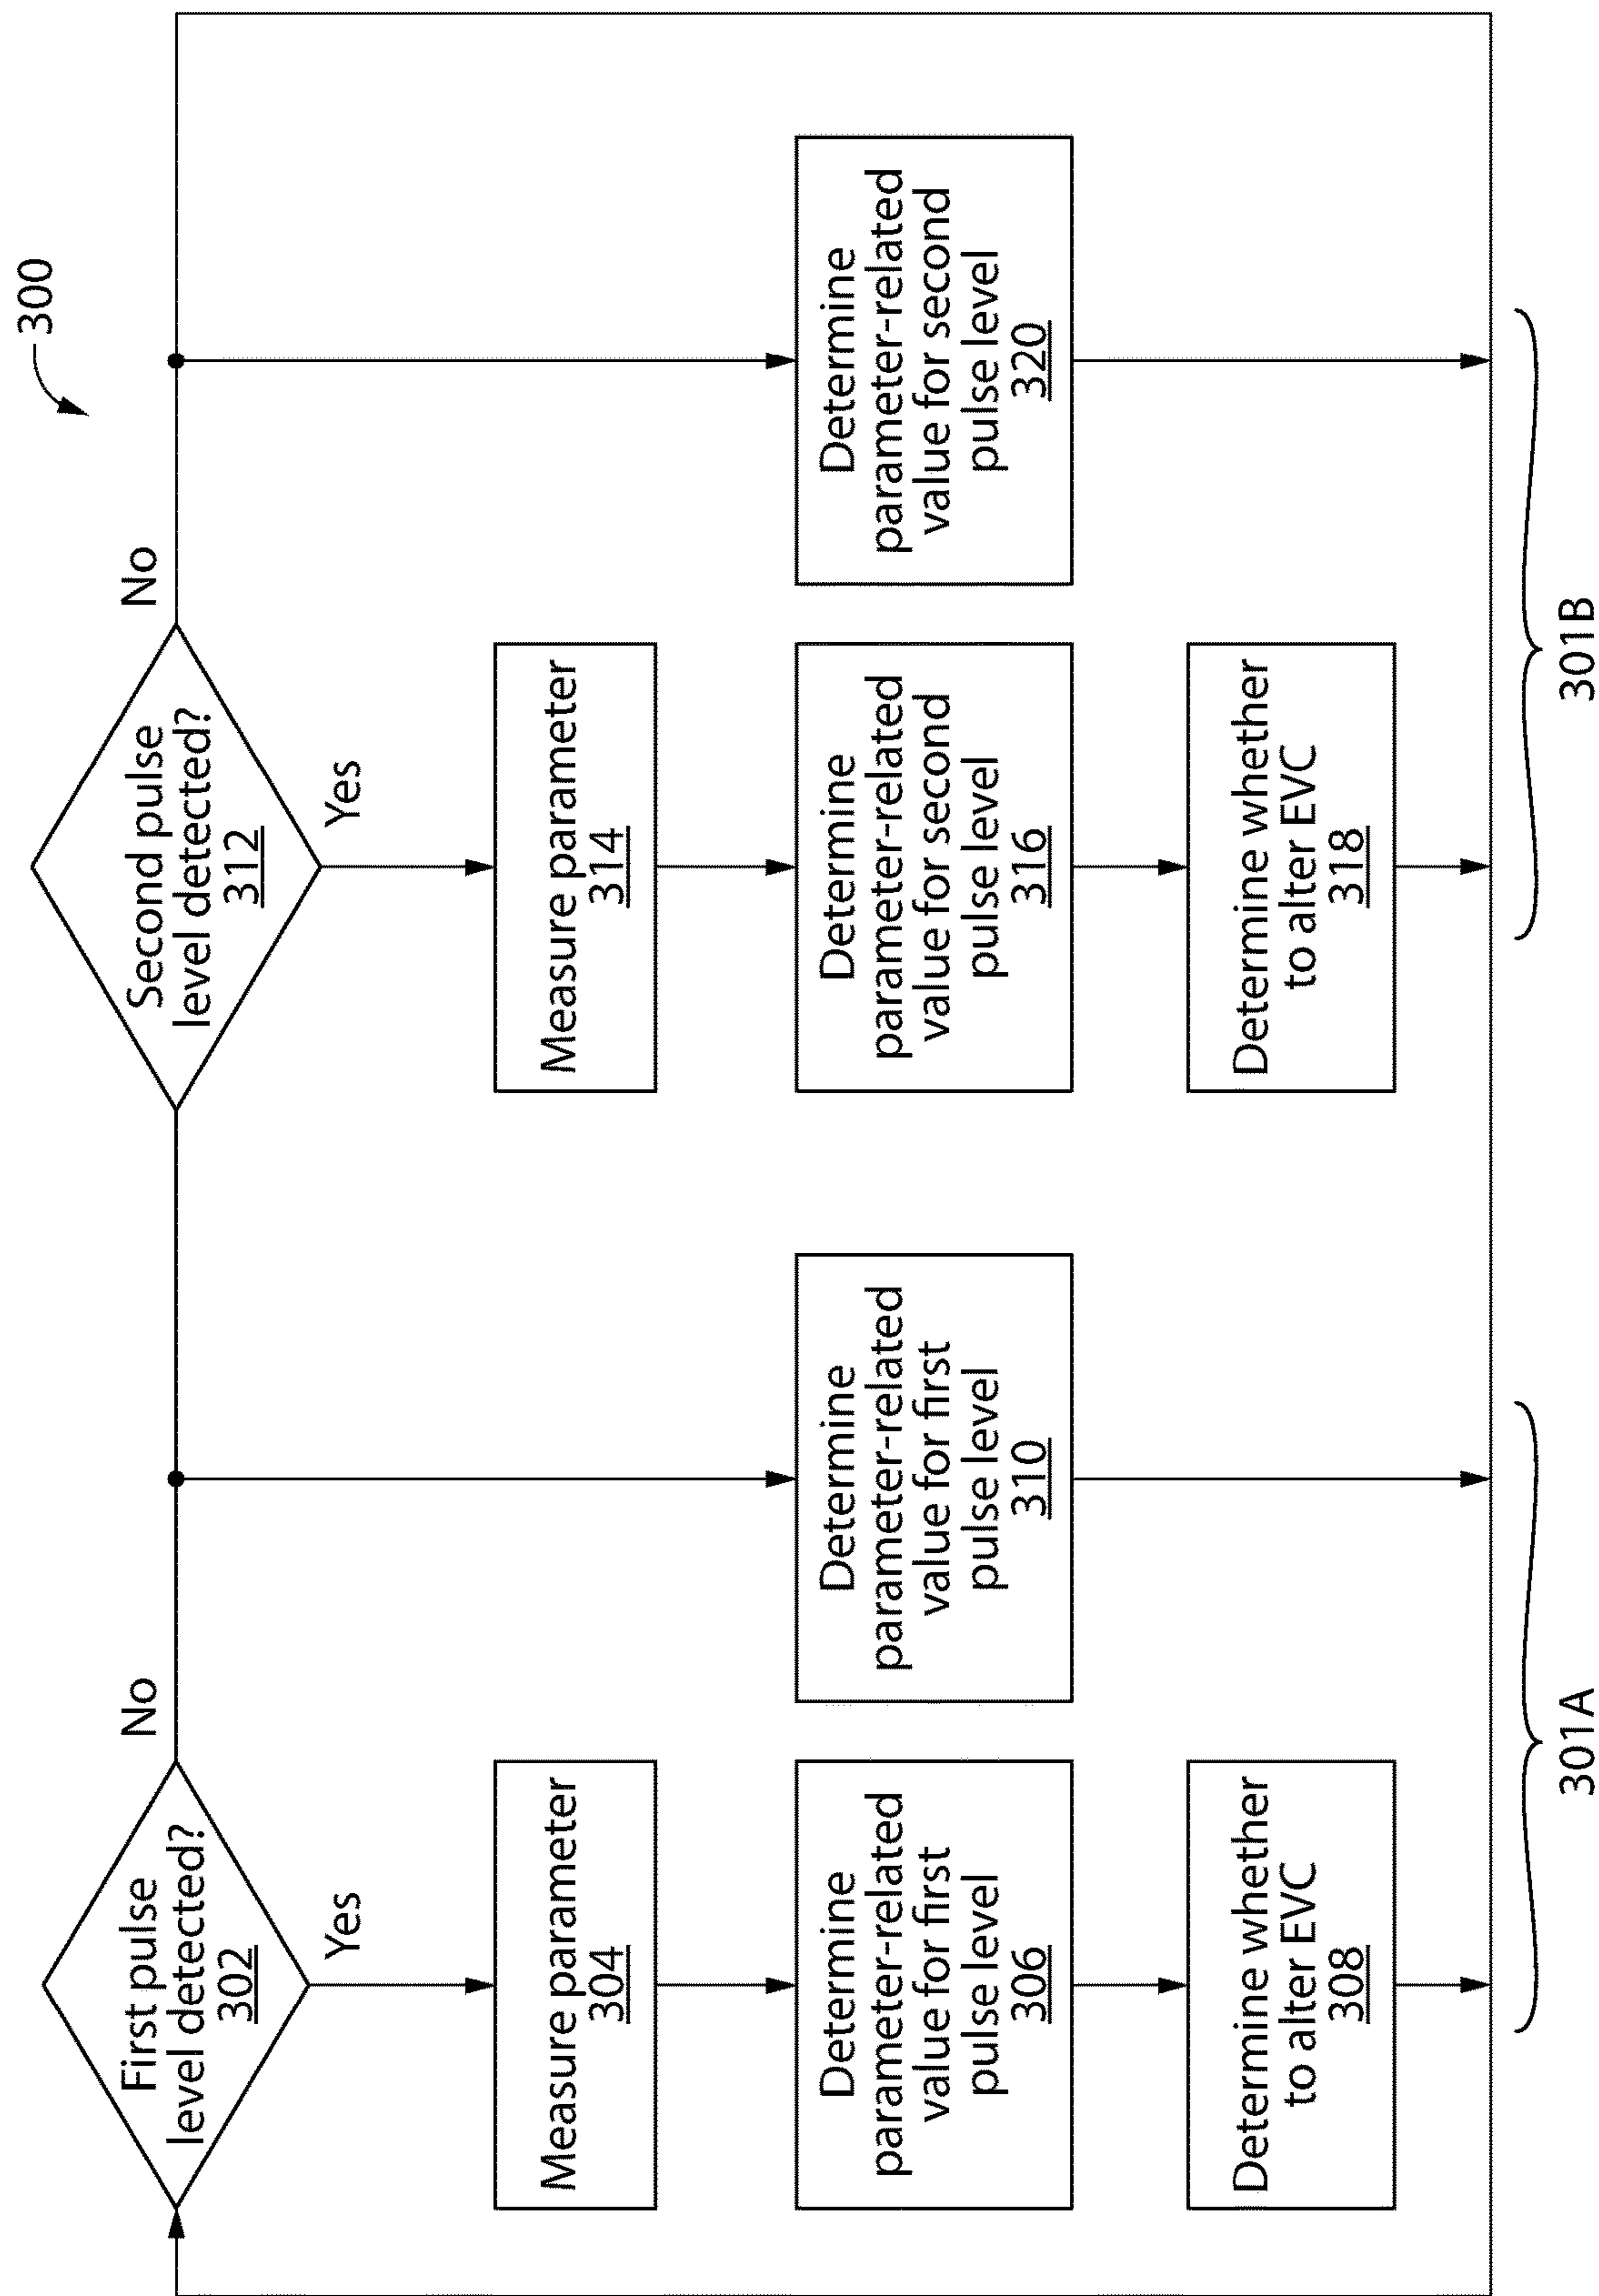 300
First pulse
level detected?
302
No
Yes
Measure parameter
304
Determine
parameter-related
value for first
pulse level
306
Determine whether
to alter EVC
308
Determine
parameter-related
value for first
pulse level
310
301A
Second pulse
level detected?
312
No
Yes
Measure parameter
314
Determine
parameter-related
value for second
pulse level
316
Determine whether
to alter EVC
318
Determine
parameter-related
value for second
pulse level
320
301B